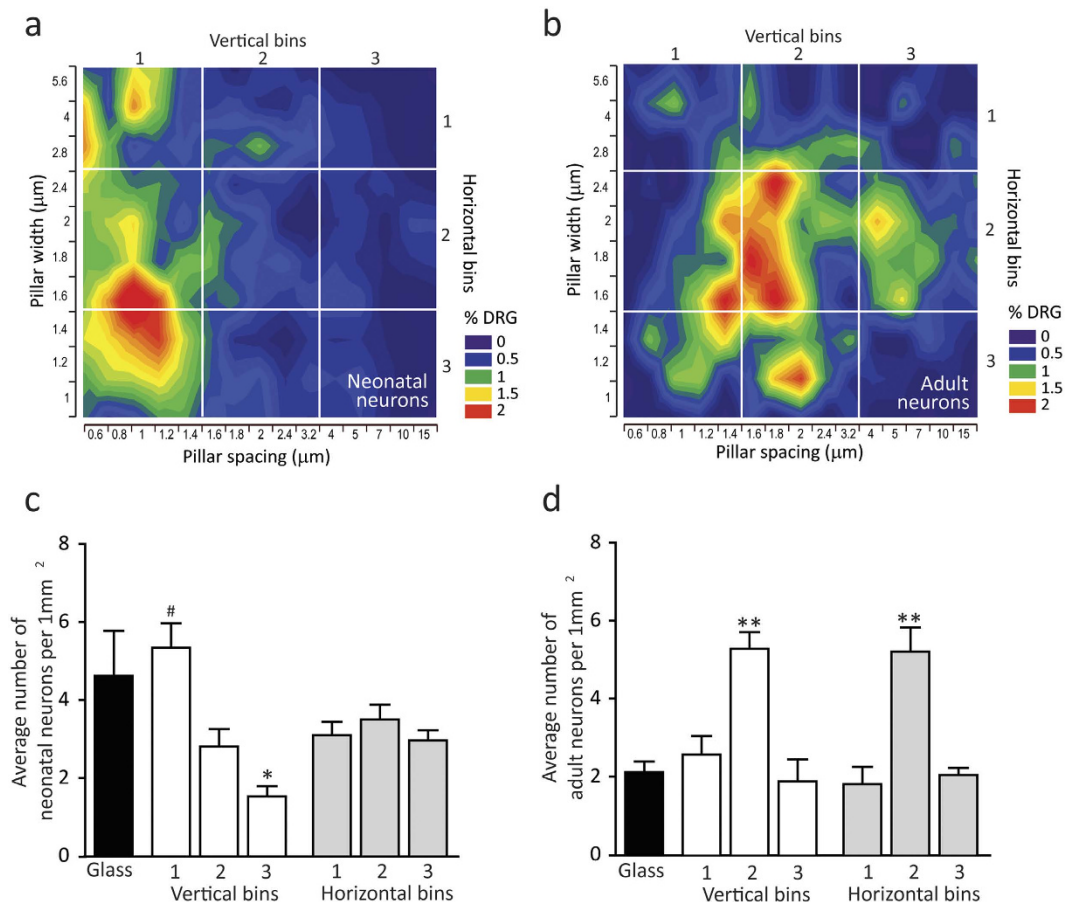 a
Vertical bins
1 2 3
Pillar width (µm)
5.6
4
2.8
2.4
2
1.6
1.4
1.2
1
1
2
3
Horizontal bins
Neonatal
neurons
% DRG
0
0.5
1
1.5
2
0.6 0.8 1 1.2 1.4 1.6 1.8 2 2.4 3.2 4 5 7 10 15
Pillar spacing (µm)
b
Vertical bins
1 2 3
Pillar width (µm)
5.6
4
2.8
2.4
2
1.8
1.6
1.4
1.2
1
1
2
3
Horizontal bins
Adult
neurons
% DRG
0
0.5
1
1.5
2
0.6 0.8 1 1.2 1.4 1.6 1.8 2 2.4 3.2 4 5 7 10 15
Pillar spacing (µm)
c
Average number of
neonatal neurons per 1mm 2
8
6
4
2
0
#
*
Glass 1 2 3 1 2 3
Vertical bins Horizontal bins
d
Average number of
adult neurons per 1mm 2
8
6
4
2
0
** **
Glass 1 2 3 1 2 3
Vertical bins Horizontal bins